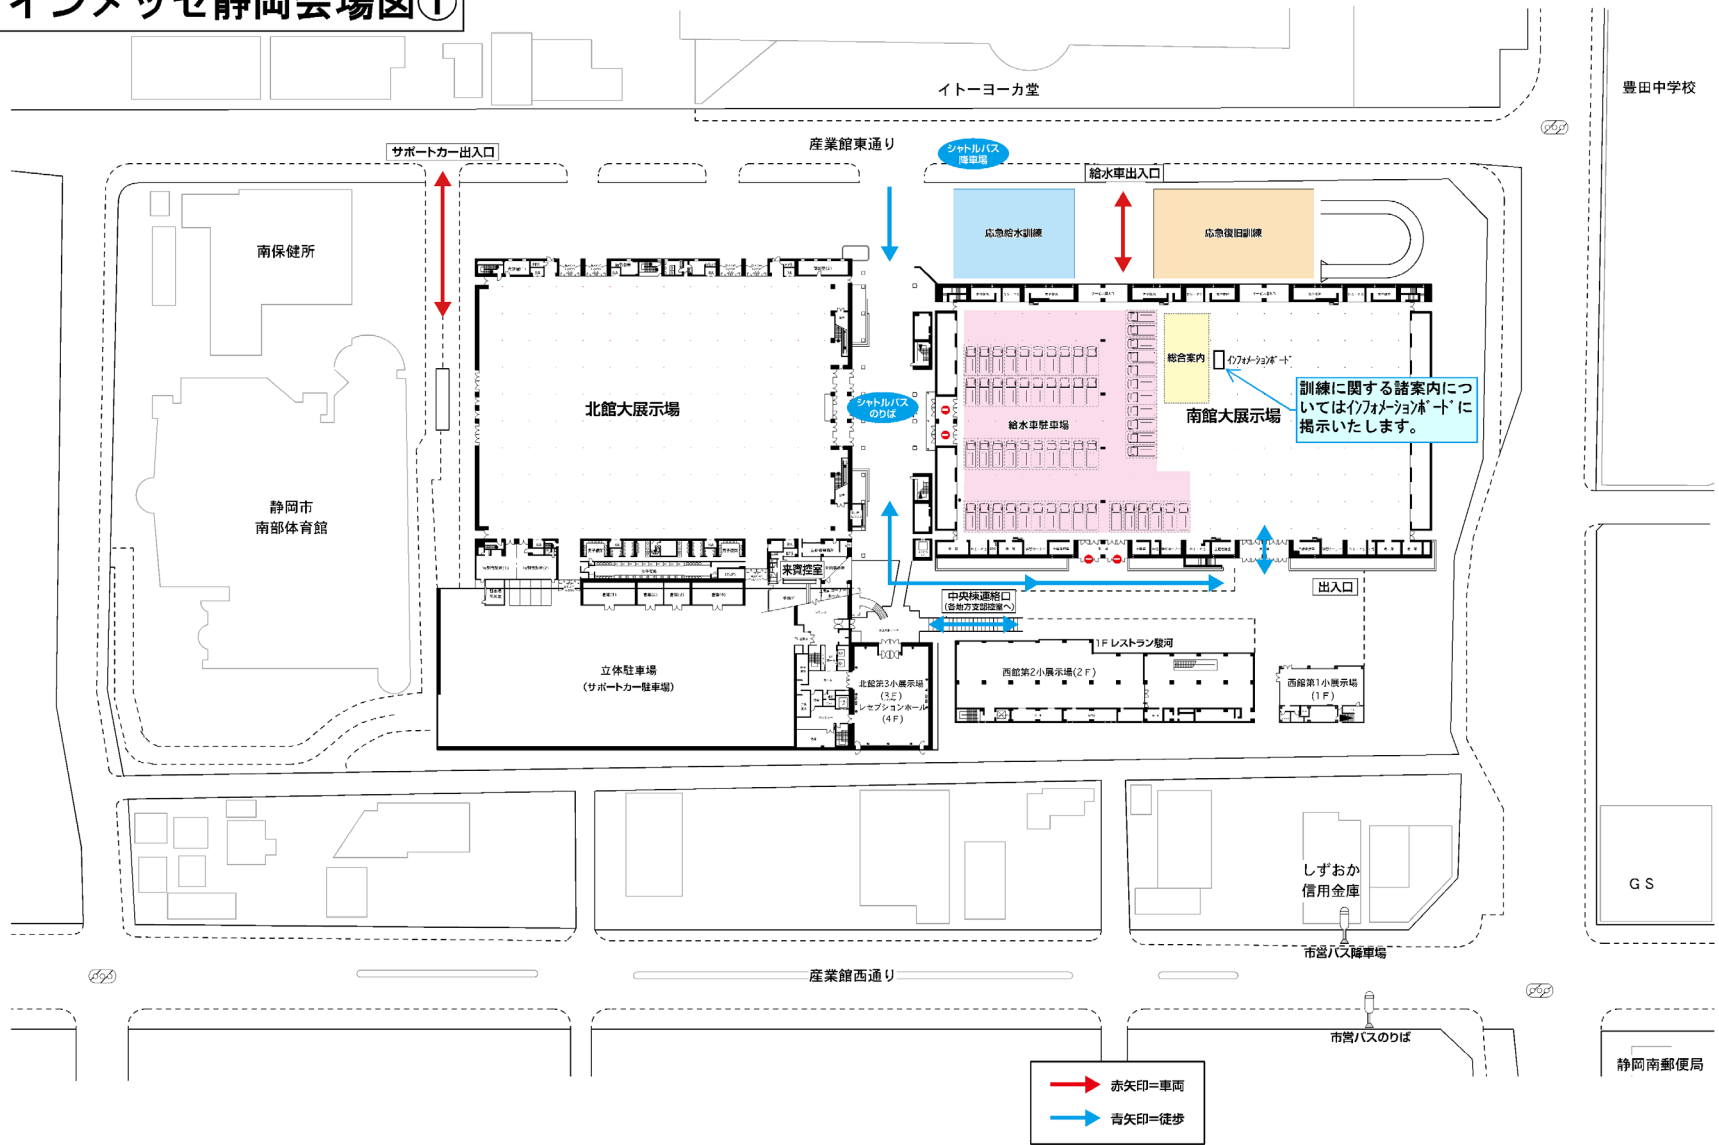 インメッセ静岡会場図①
イトーヨーカ堂
豊田中学校
産業館東通り
サポートカー出入口
シャトルバス
降車場
給水車出入口
応急給水訓練
応急復旧訓練
南保健所
総合案内
インフォメーションボード
訓練に関する諸案内につ
いてはインフォメーションボードに
掲示いたします。
北館大展示場
シャトルバス
のりば
給水車駐車場
南館大展示場
静岡市
南部体育館
来賓控室
中央棟連絡口
(各地方支部控室へ)
出入口
1Fレストラン駿河
立体駐車場
(サポートカー駐車場)
北館第3小展示場
(3F)
レセプションホール
(4F)
西館第2小展示場(2F)
西館第1小展示場
(1F)
しずおか
信用金庫
GS
市営バス降車場
産業館西通り
市営バスのりば
静岡南郵便局
赤矢印=車両
青矢印=徒歩